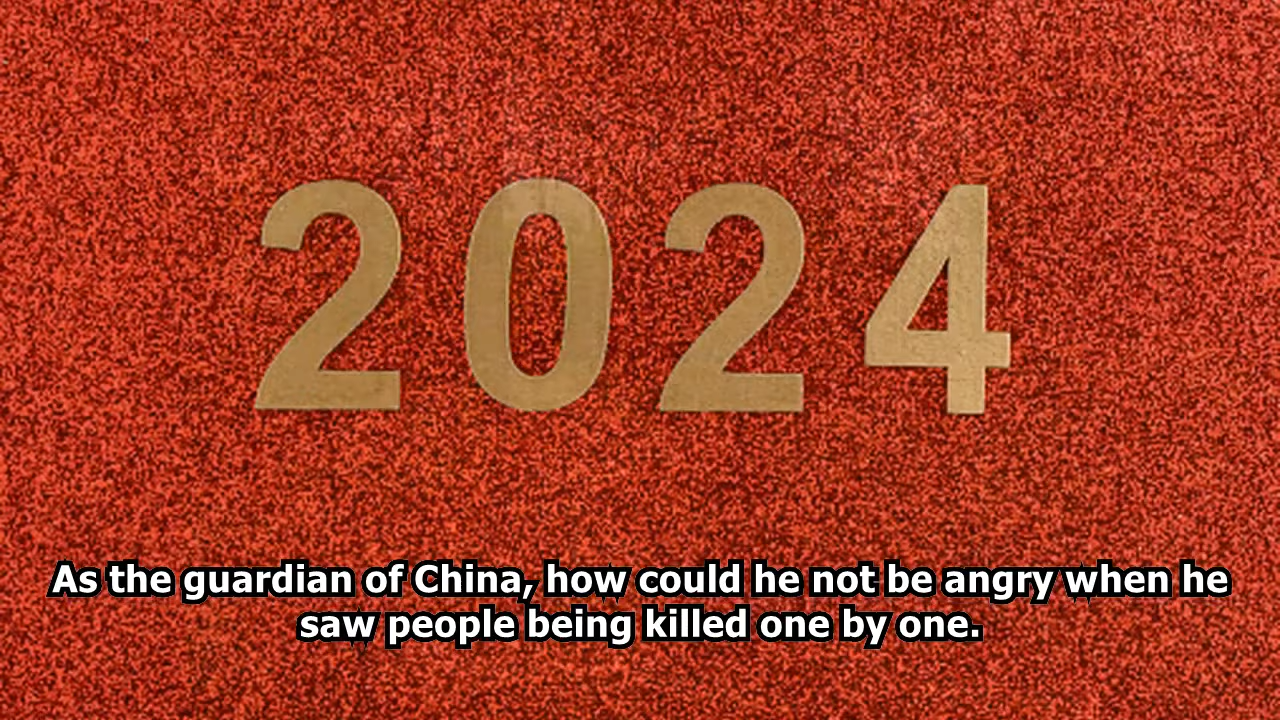 2024
As the guardian of China, how could he not be angry when he
saw people being killed one by one.